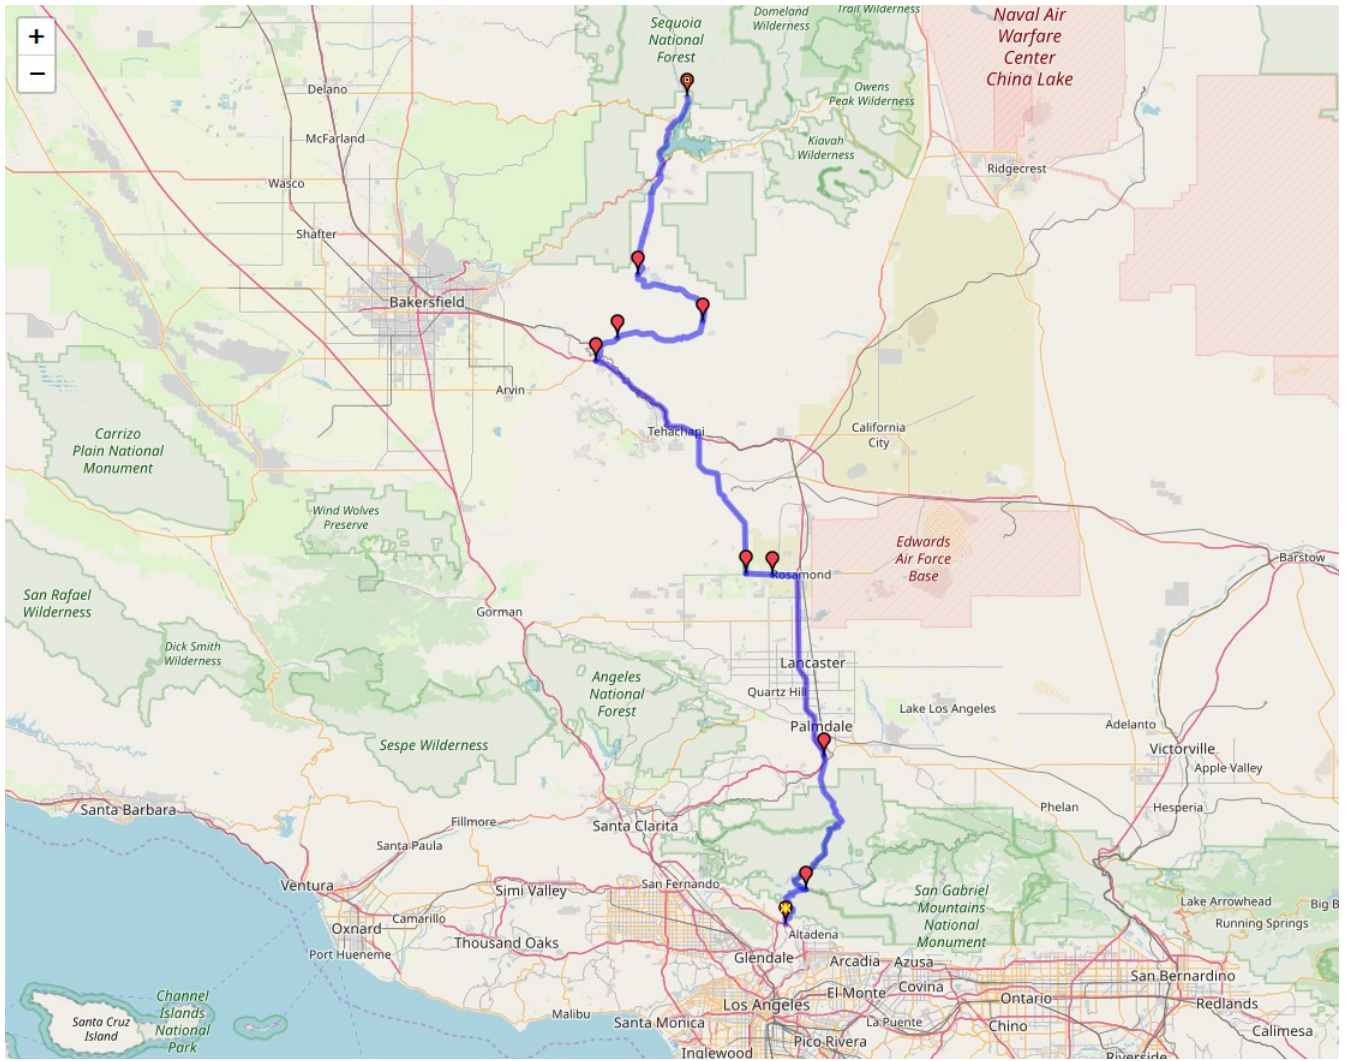 +
−
Sequoia
National
Forest
Domeland
Wilderness
Trail Wilderness
Naval Air
Warfare
Center
China Lake
Owens
Peak Wilderness
Delano
McFarland
Kiavah
Wilderness
Ridgecrest
Wasco
Shafter
Bakersfield
Arvin
Tehachapi
California
City
Carrizo
Plain National
Monument
Wind Wolves
Preserve
Edwards
Air Force
Base
Barstow
Rosamond
San Rafael
Wilderness
Gorman
Dick Smith
Wilderness
Angeles
National
Forest
Lancaster
Quartz Hill
Lake Los Angeles
Palmdale
Adelanto
Sespe Wilderness
Victorville
Apple Valley
Santa Barbara
Fillmore
Santa Clarita
Phelan
Hesperia
Santa Paula
Ventura
Simi Valley
San Fernando
San Gabriel
Mountains
National
Monument
Lake Arrowhead
Big B
Running Springs
Camarillo
Oxnard
Port Hueneme
Thousand Oaks
Altadena
Glendale
Arcadia
Azusa
Covina
San Bernardino
El Monte
Ontario
Redlands
Channel
Islands
National
Park
Santa Cruz
Island
Malibu
Los Angeles
Santa Monica
La Puente
Chino
Calimesa
Pico Rivera
Inglewood
Riverside